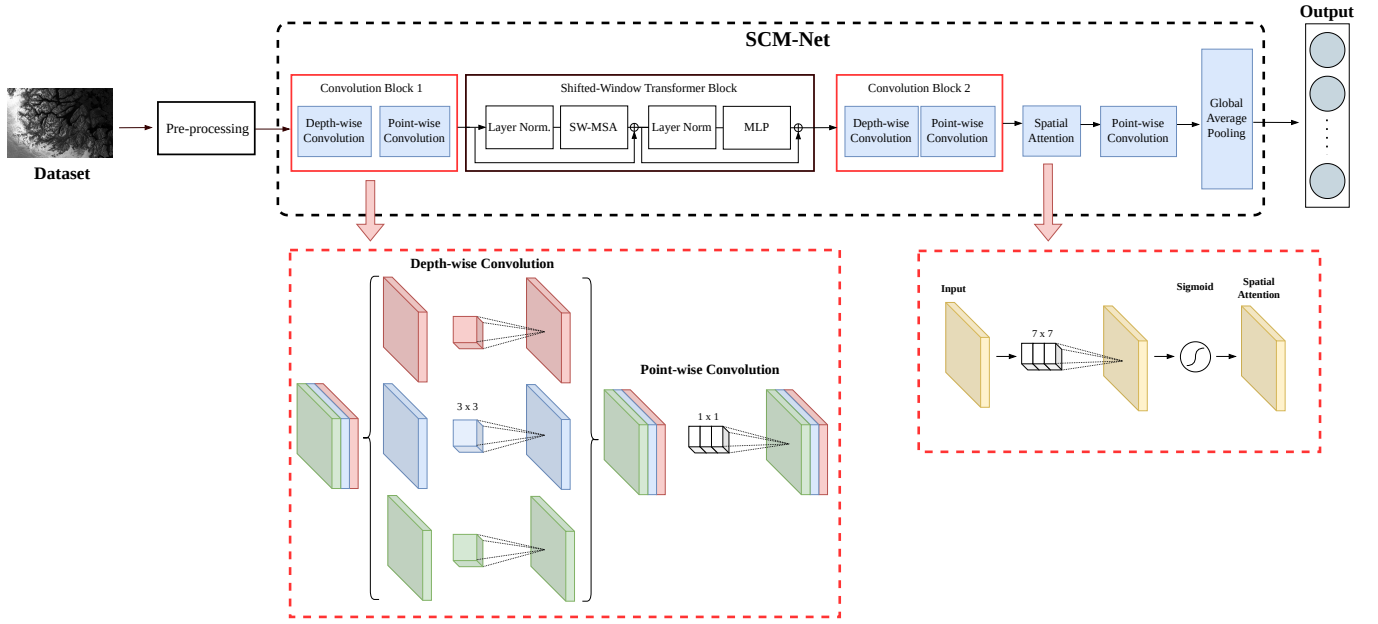 Output
SCM-Net
Convolution Block 1
Shifted-Window Transformer Block
Convolution Block 2
Pre-processing
Depth-wise
Convolution
Point-wise
Convolution
Layer Norm.
SW-MSA
Layer Norm
MLP
Depth-wise
Convolution
Point-wise
Convolution
Spatial
Attention
Point-wise
Convolution
Global
Average
Pooling
Dataset
Depth-wise Convolution
3 x 3
Point-wise Convolution
1 x 1
Input
7 x 7
Sigmoid
Spatial
Attention